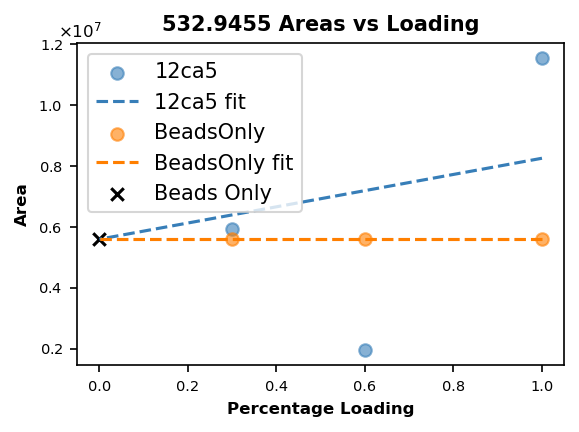 532.9455 Areas vs Loading
×10⁷
12ca5
12ca5 fit
BeadsOnly
BeadsOnly fit
Beads Only
Area
1.2
1.0
0.8
0.6
0.4
0.2
0.0 0.2 0.4 0.6 0.8 1.0
Percentage Loading